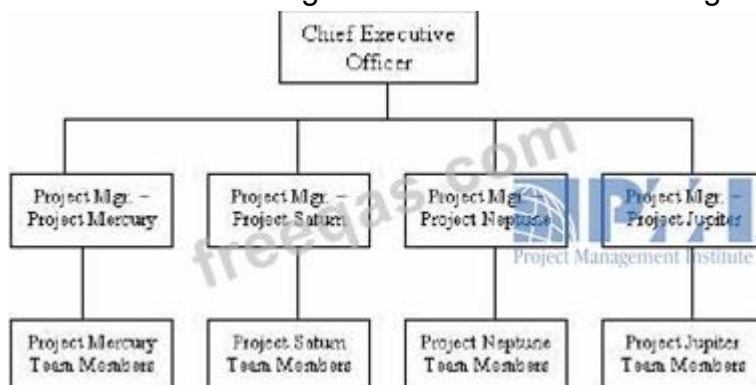 Chief Executive
Officer
Project Mgr. –
Project Mercury
Project Mgr. –
Project Saturn
Project Mgr. –
Project Neptune
Project Mgr. –
Project Jupiter
freeqas.com
PMI
Project Management Institute
Project Mercury
Team Members
Project Saturn
Team Members
Project Neptune
Team Members
Project Jupiter
Team Members